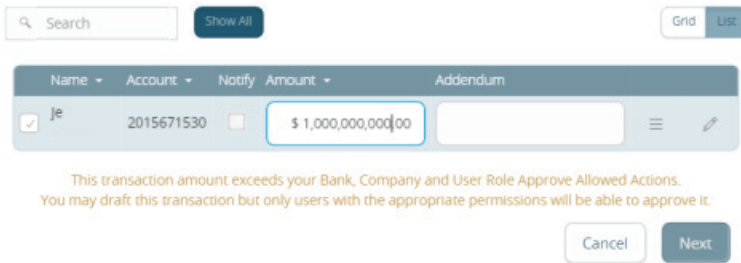 Search Show All Grid List
Name Account Notify Amount Addendum
Je 2015671530 $ 1,000,000,000.00
This transaction amount exceeds your Bank, Company and User Role Approve Allowed Actions.
You may draft this transaction but only users with the appropriate permissions will be able to approve it.
Cancel Next